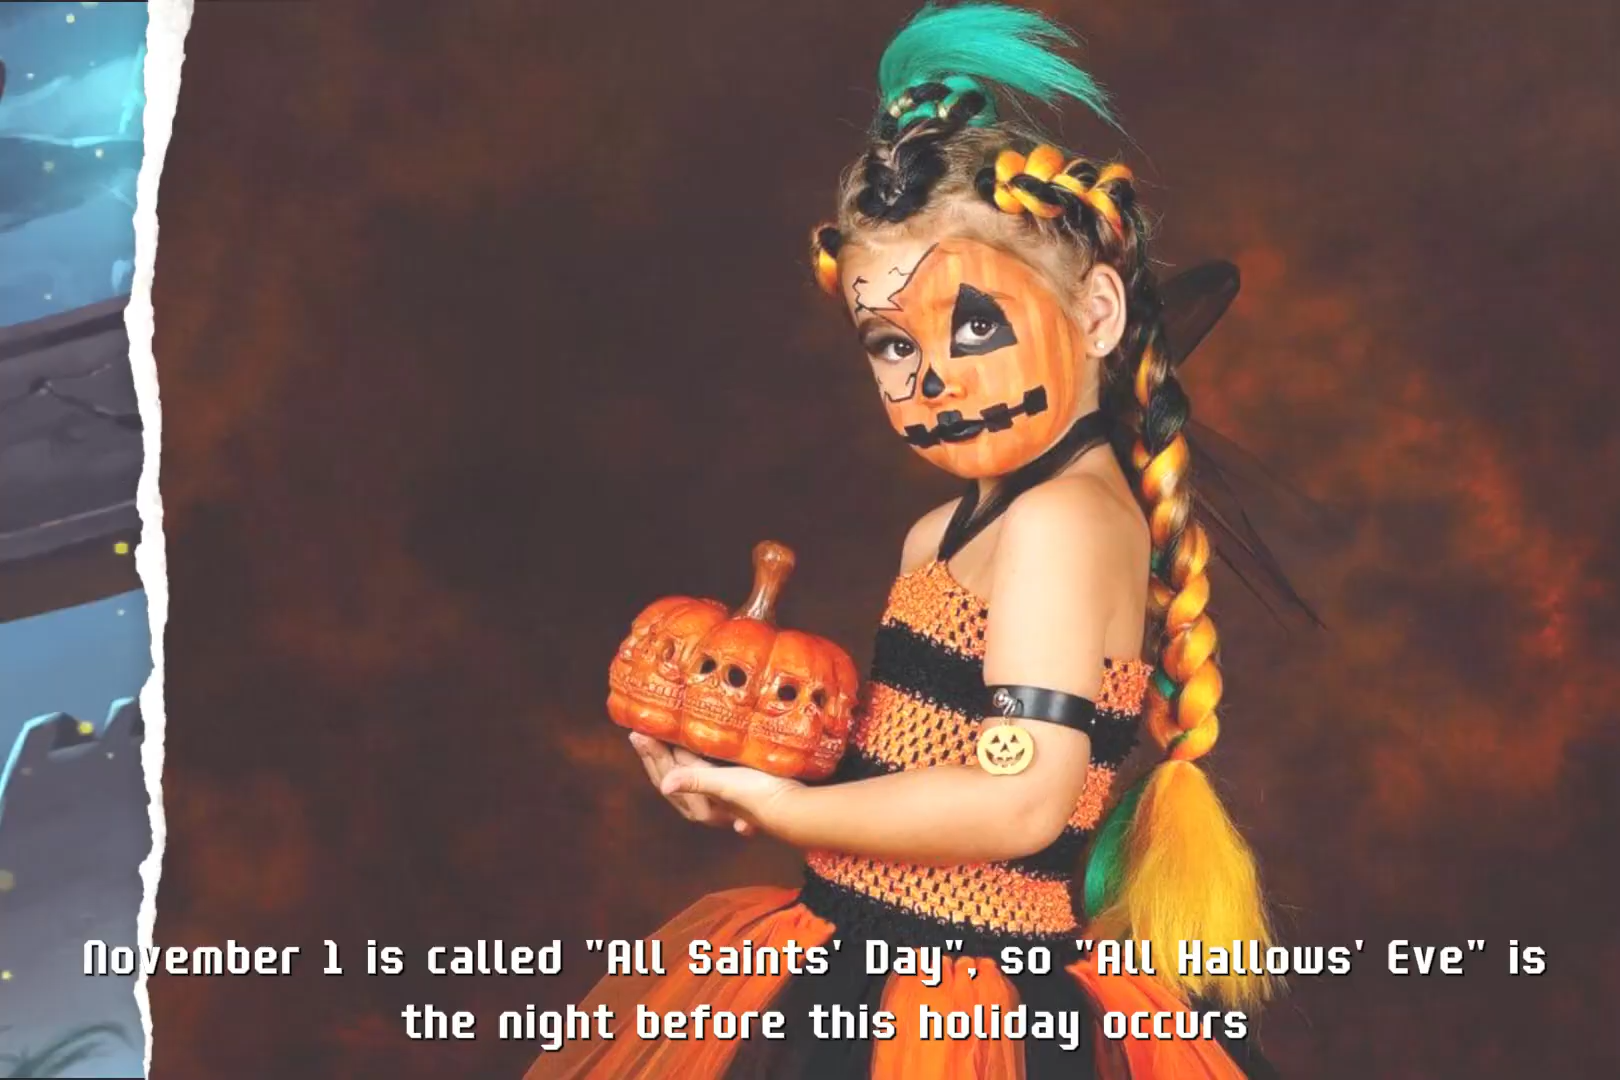 November 1 is called "All Saints' Day", so "All Hallows' Eve" is
the night before this holiday occurs